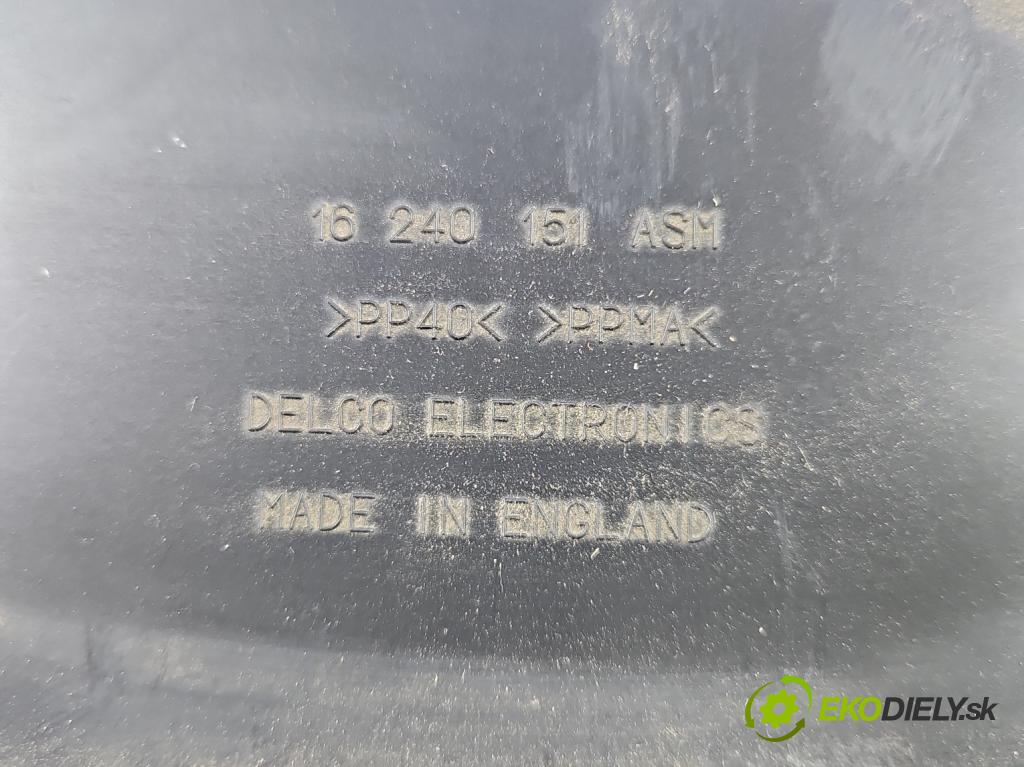 16 240 151 ASM
>PP40< >PPMA<
DELCO ELECTRONICS
MADE IN ENGLAND
EKODIELY.sk